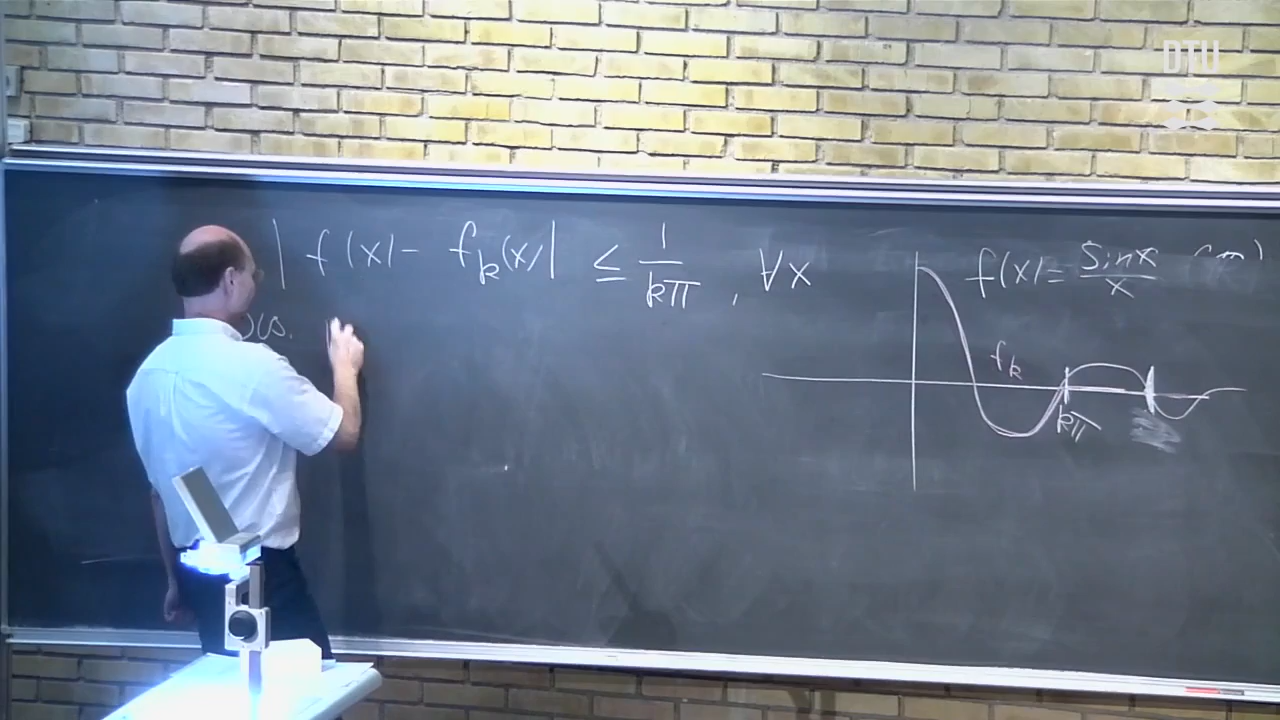 | f(x) - f_k(x) | ≤ 1/kπ , ∀x
f(x) = sin x / x
f_k
kπ
DTU